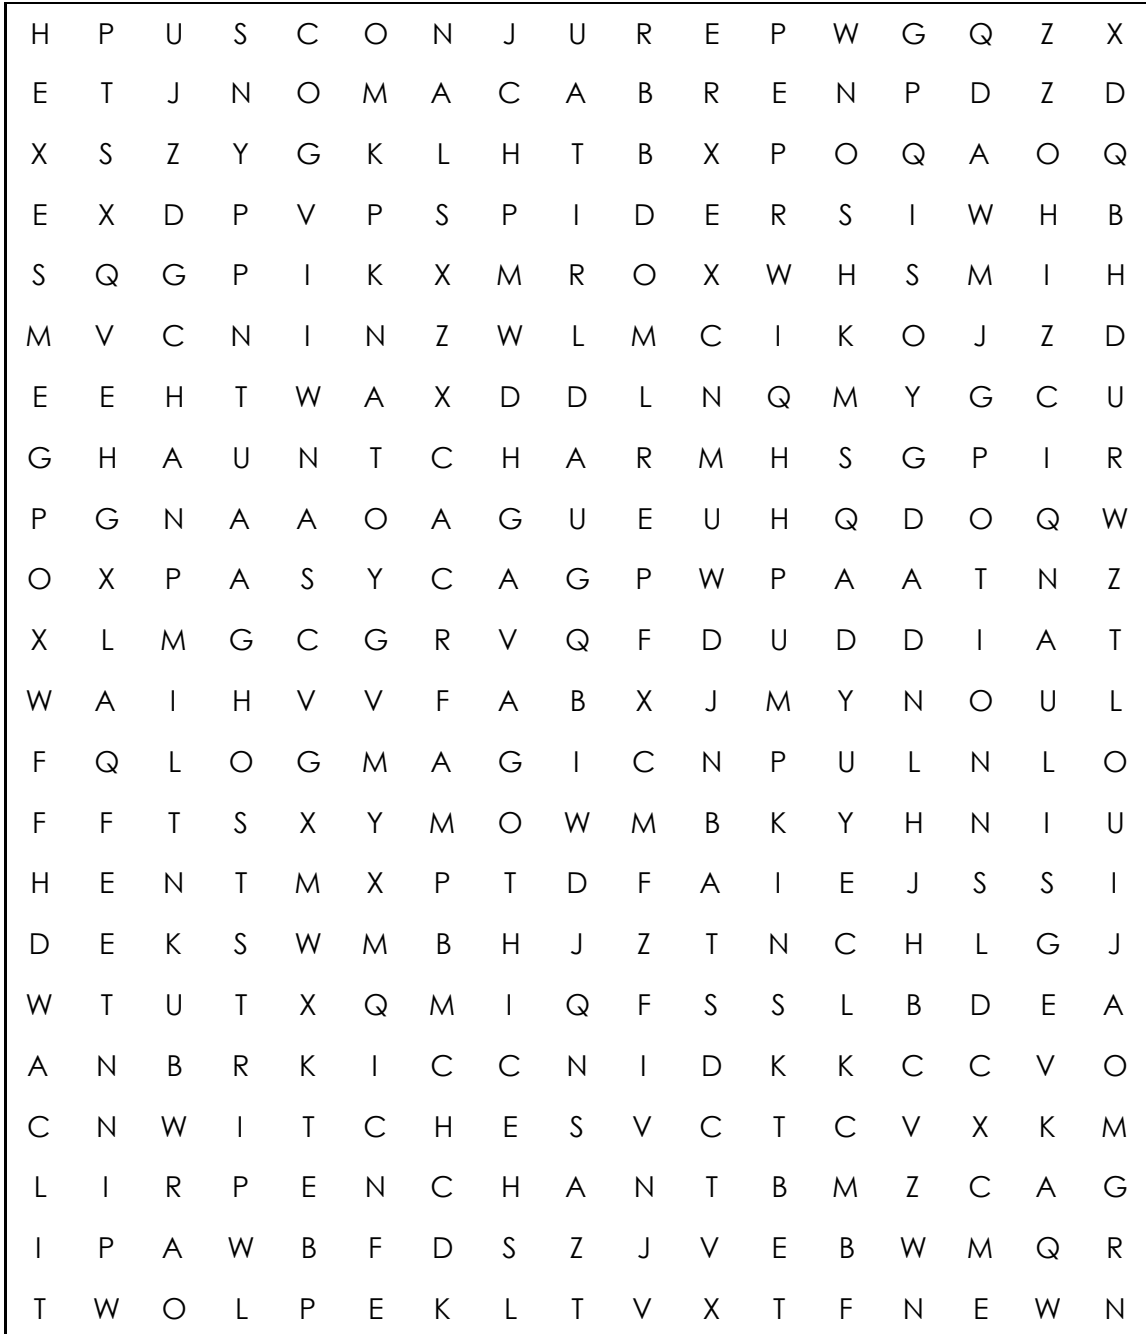 H P U S C O N J U R E P W G Q Z X
E T J N O M A C A B R E N P D Z D
X S Z Y G K L H T B X P O Q A O Q
E X D P V P S P I D E R S I W H B
S Q G P I K X M R O X W H S M I H
M V C N I N Z W L M C I K O J Z D
E E H T W A X D D L N Q M Y G C U
G H A U N T C H A R M H S G P I R
P G N A A O A G U E U H Q D O Q W
O X P A S Y C A G P W P A A T N Z
X L M G C G R V Q F D U D D I A T
W A I H V V F A B X J M Y N O U L
F Q L O G M A G I C N P U L N L O
F F T S X Y M O W M B K Y H N I U
H E N T M X P T D F A I E J S S I
D E K S W M B H J Z T N C H L G J
W T U T X Q M I Q F S S L B D E A
A N B R K I C C N I D K K C C V O
C N W I T C H E S V C T C V X K M
L I R P E N C H A N T B M Z C A G
I P A W B F D S Z J V E B W M Q R
T W O L P E K L T V X T F N E W N